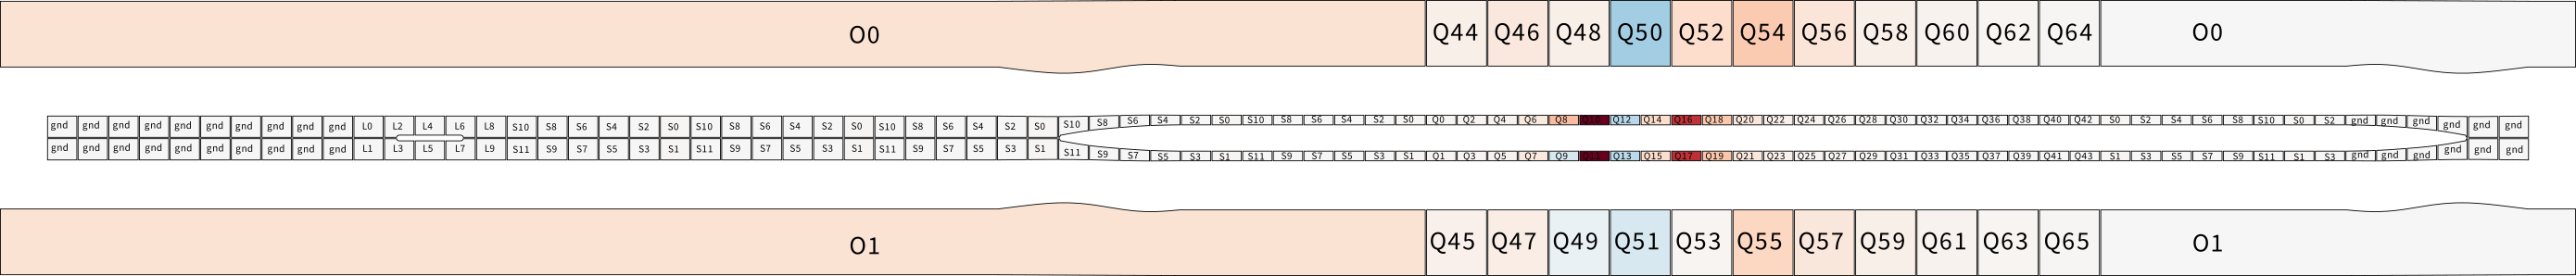 O0 Q44 Q46 Q48 Q50 Q52 Q54 Q56 Q58 Q60 Q62 Q64 O0
gnd gnd gnd gnd gnd gnd gnd gnd gnd gnd L0 L2 L4 L6 L8 S10 S8 S6 S4 S2 S0 S10 S8 S6 S4 S2 S0 S10 S8 S6 S4 S2 S0 S10 S8 S6 S4 S2 S0 S10 S8 S6 S4 S2 S0 Q0 Q2 Q4 Q6 Q8 Q10 Q12 Q14 Q16 Q18 Q20 Q22 Q24 Q26 Q28 Q30 Q32 Q34 Q36 Q38 Q40 Q42 S0 S2 S4 S6 S8 S10 S0 S2 gnd gnd gnd gnd gnd gnd
gnd gnd gnd gnd gnd gnd gnd gnd gnd gnd L1 L3 L5 L7 L9 S11 S9 S7 S5 S3 S1 S11 S9 S7 S5 S3 S1 S11 S9 S7 S5 S3 S1 S11 S9 S7 S5 S3 S1 S11 S9 S7 S5 S3 S1 Q1 Q3 Q5 Q7 Q9 Q11 Q13 Q15 Q17 Q19 Q21 Q23 Q25 Q27 Q29 Q31 Q33 Q35 Q37 Q39 Q41 Q43 S1 S3 S5 S7 S9 S11 S1 S3 gnd gnd gnd gnd gnd gnd
O1 Q45 Q47 Q49 Q51 Q53 Q55 Q57 Q59 Q61 Q63 Q65 O1